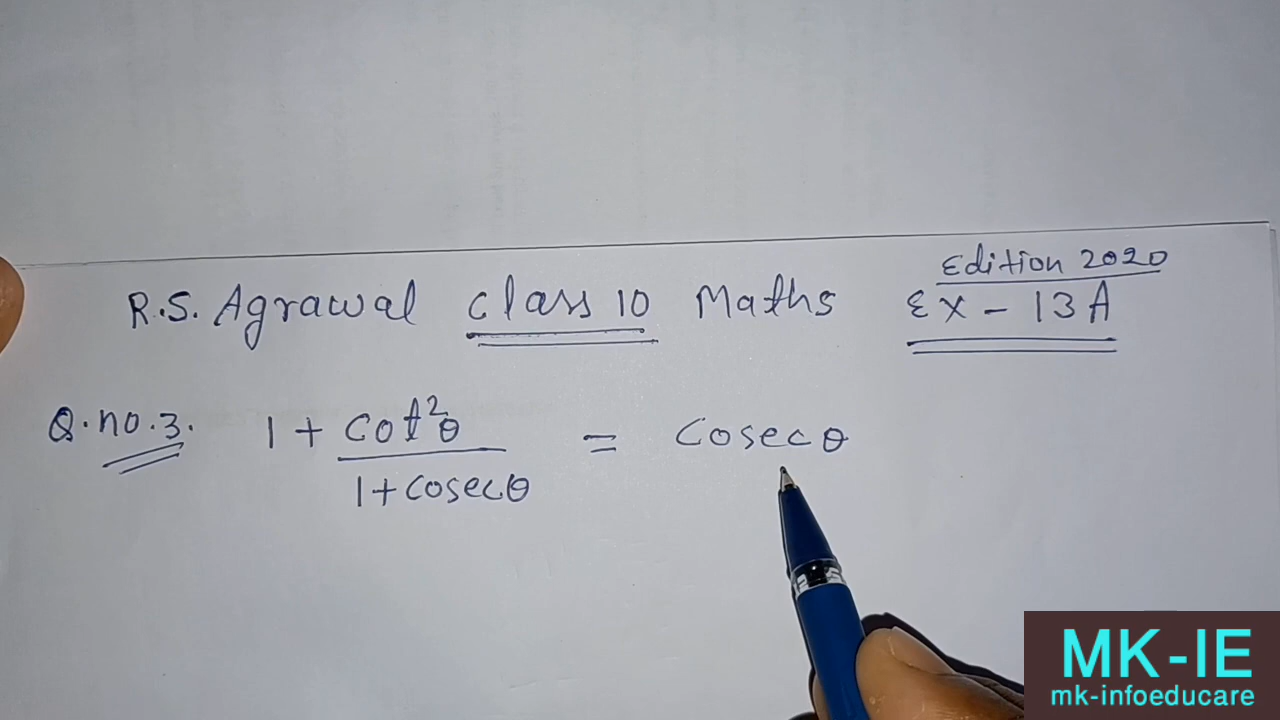 Edition 2020
R.S. Agrawal Class 10 Maths Ex - 13A
Q.no.3. 1 + cot²θ / 1+cosecθ = cosecθ
MK-IE
mk-infoeducare